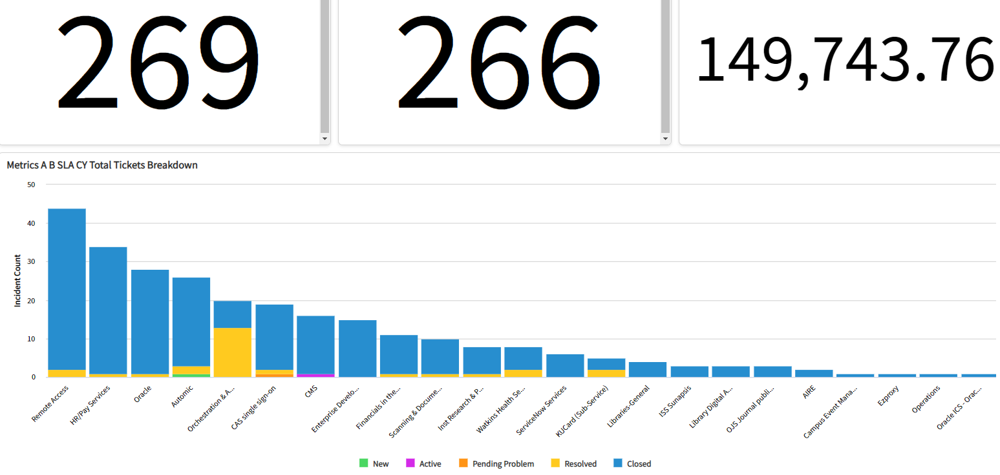 269
266
149,743.76
Metrics A B SLA CY Total Tickets Breakdown
50
40
30
20
10
0
Incident Count
Remote Access
HR/Pay Services
Oracle
Automic
Orchestration & A...
CAS single sign-on
CMS
Enterprise Develo...
Financials in the...
Scanning & Docume...
Inst Research & P...
Watkins Health Se...
ServiceNow Services
KUCard (Sub-Service)
Libraries-General
ISS Sunapsis
Library Digital A...
OJS Journal publi...
AIRE
Campus Event Mana...
Ezproxy
Operations
Oracle ICS - Orac...
New
Active
Pending Problem
Resolved
Closed